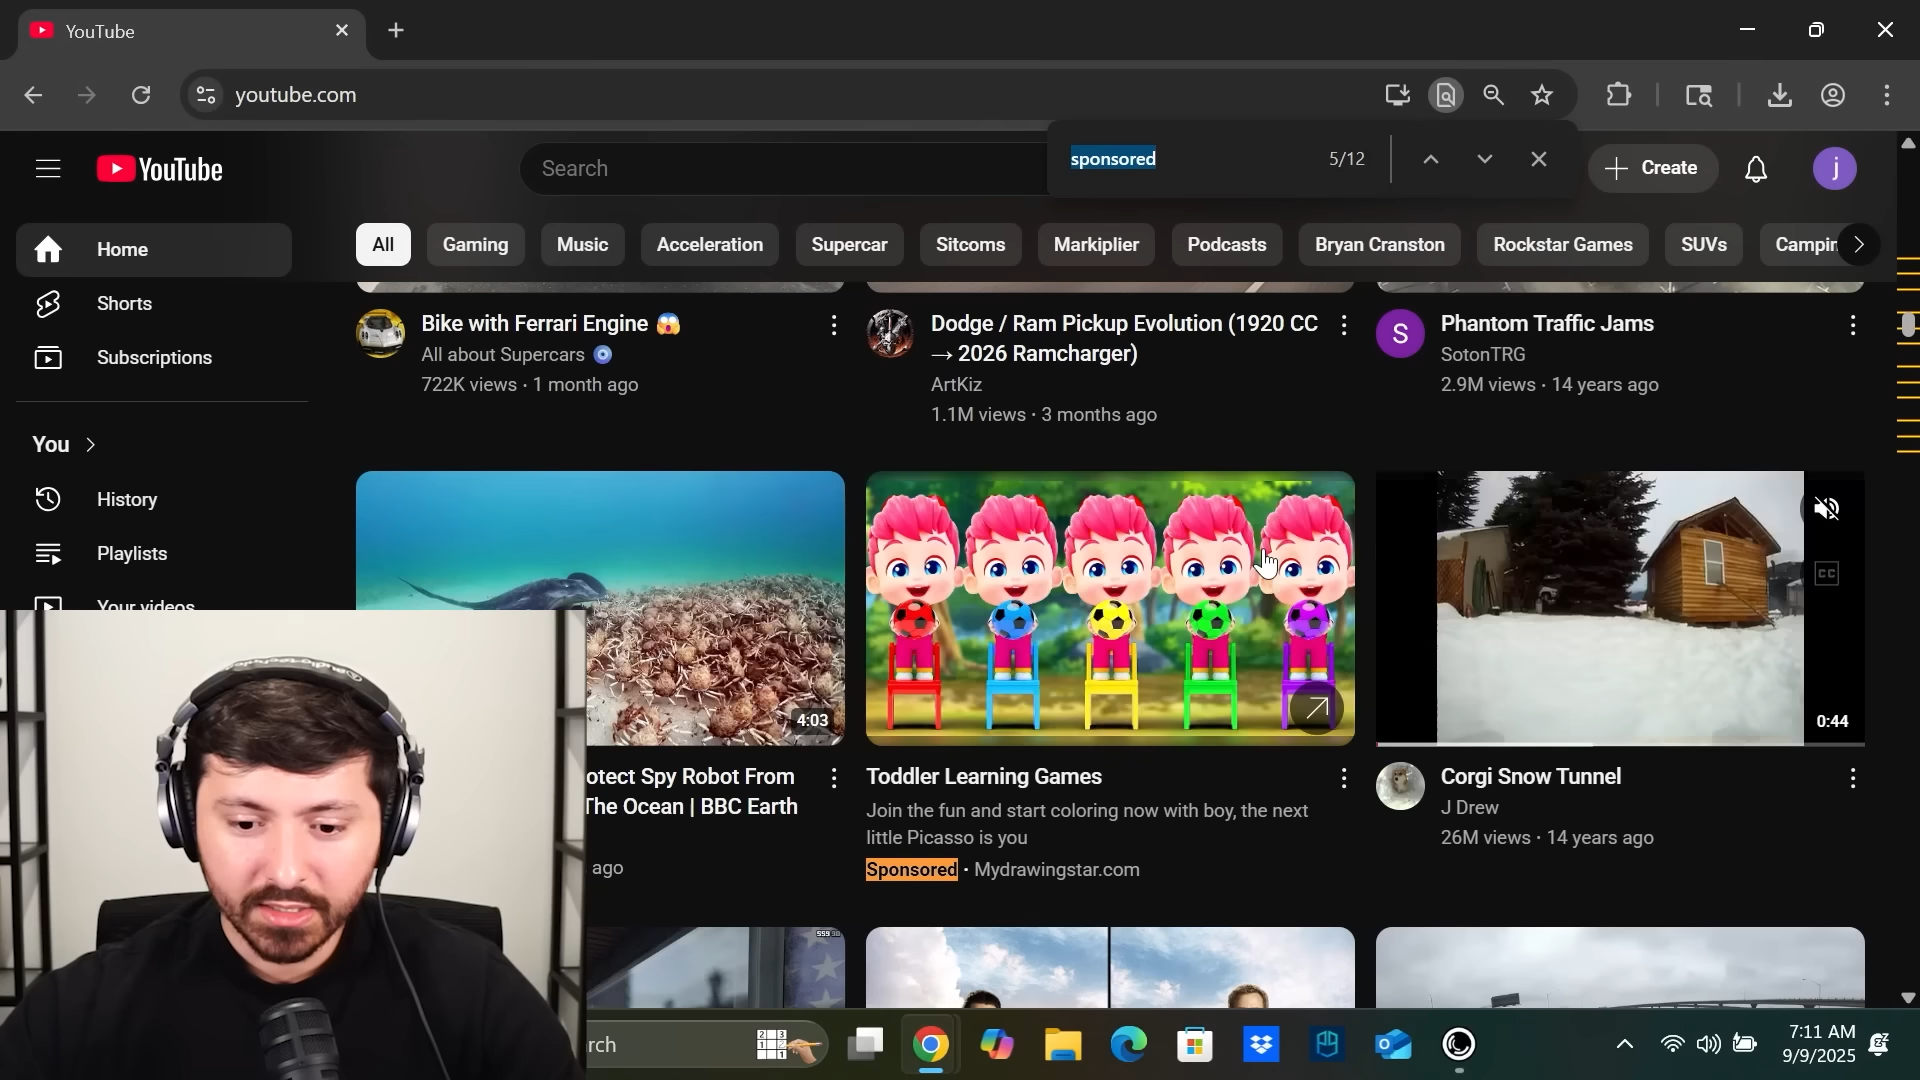 YouTube
youtube.com
sponsored
5/12
YouTube
Search
Create
j
Home
Shorts
Subscriptions
You
History
Playlists
Your videos
All
Gaming
Music
Acceleration
Supercar
Sitcoms
Markiplier
Podcasts
Bryan Cranston
Rockstar Games
SUVs
Campin
Bike with Ferrari Engine 😱
All about Supercars 🧿
722K views · 1 month ago
Dodge / Ram Pickup Evolution (1920 CC
→ 2026 Ramcharger)
ArtKiz
1.1M views · 3 months ago
S
Phantom Traffic Jams
SotonTRG
2.9M views · 14 years ago
4:03
otect Spy Robot From
The Ocean | BBC Earth
ago
Toddler Learning Games
Join the fun and start coloring now with boy, the next
little Picasso is you
Sponsored · Mydrawingstar.com
CC
0:44
Corgi Snow Tunnel
J Drew
26M views · 14 years ago
audio-technica
rch
7:11 AM
9/9/2025